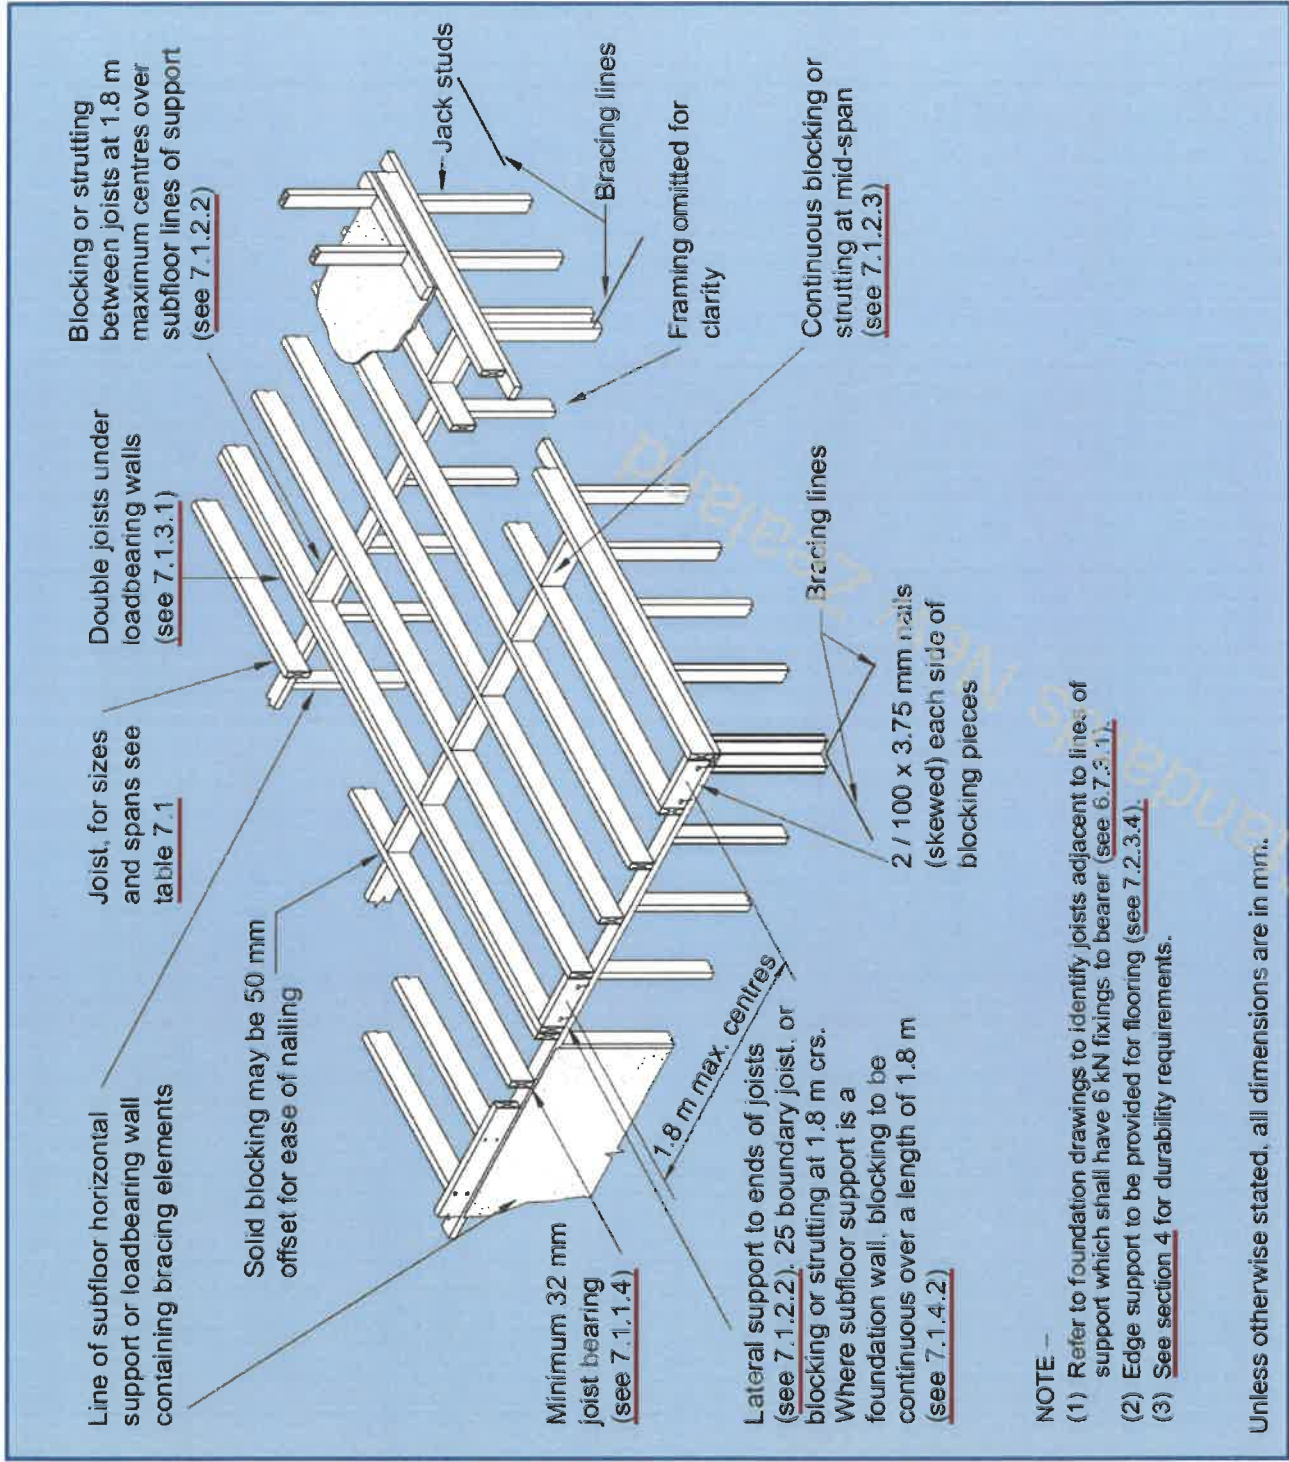 Line of subfloor horizontal
support or loadbearing wall
containing bracing elements
Joist, for sizes
and spans see
table 7.1
Double joists under
loadbearing walls
(see 7.1.3.1)
Blocking or strutting
between joists at 1.8 m
maximum centres over
subfloor lines of support
(see 7.1.2.2)
Solid blocking may be 50 mm
offset for ease of nailing
Jack studs
Bracing lines
Framing omitted for
clarity
Continuous blocking or
strutting at mid-span
(see 7.1.2.3)
Minimum 32 mm
joist bearing
(see 7.1.1.4)
1.8 m max. centres
Bracing lines
2 / 100 x 3.75 mm nails
(skewed) each side of
blocking pieces
Lateral support to ends of joists
(see 7.1.2.2). 25 boundary joist, or
blocking or strutting at 1.8 m crs.
Where subfloor support is a
foundation wall, blocking to be
continuous over a length of 1.8 m
(see 7.1.4.2)
NOTE –
(1) Refer to foundation drawings to identify joists adjacent to lines of
support which shall have 6 kN fixings to bearer (see 6.7.3.1).
(2) Edge support to be provided for flooring (see 7.2.3.4).
(3) See section 4 for durability requirements.
Unless otherwise stated, all dimensions are in mm.
New Zealand